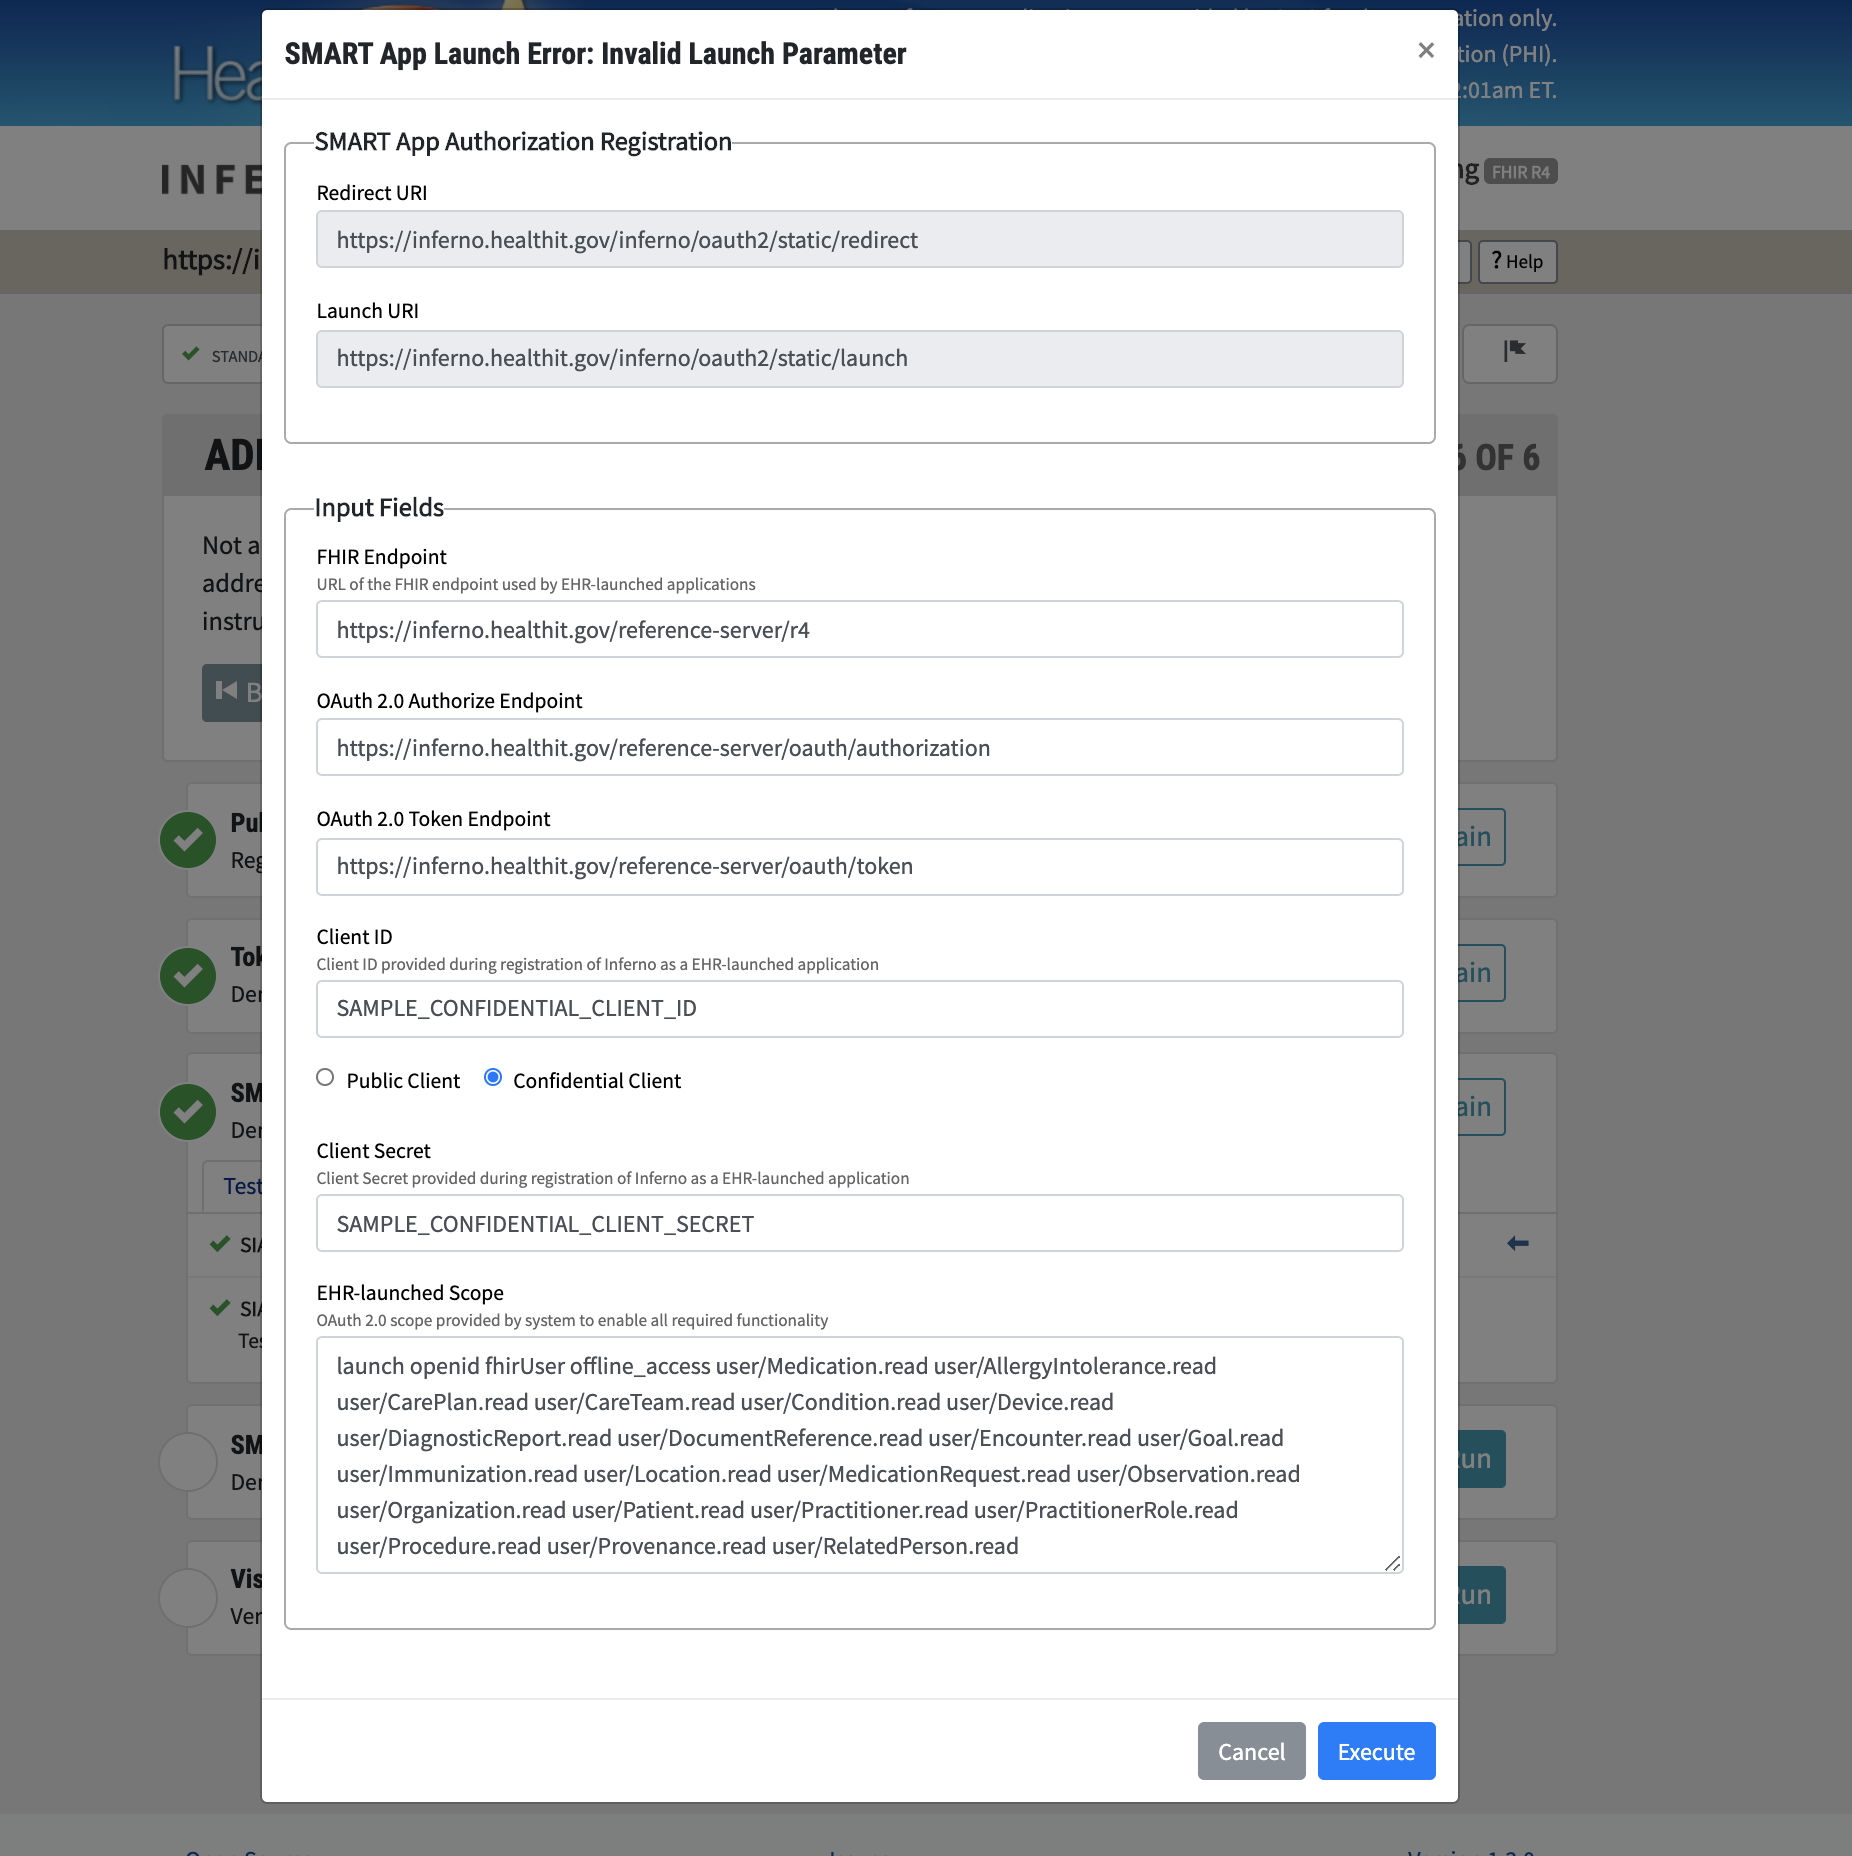 SMART App Launch Error: Invalid Launch Parameter
×
ation only.
tion (PHI).
2:01am ET.
Hea
INFE
FHIR R4
https://i
? Help
SMART App Authorization Registration
Redirect URI
https://inferno.healthit.gov/inferno/oauth2/static/redirect
Launch URI
https://inferno.healthit.gov/inferno/oauth2/static/launch
STANDA
ADI
OF 6
Not a
addre
instru
B
Input Fields
FHIR Endpoint
URL of the FHIR endpoint used by EHR-launched applications
https://inferno.healthit.gov/reference-server/r4
OAuth 2.0 Authorize Endpoint
https://inferno.healthit.gov/reference-server/oauth/authorization
OAuth 2.0 Token Endpoint
https://inferno.healthit.gov/reference-server/oauth/token
Client ID
Client ID provided during registration of Inferno as a EHR-launched application
SAMPLE_CONFIDENTIAL_CLIENT_ID
Public Client
Confidential Client
Client Secret
Client Secret provided during registration of Inferno as a EHR-launched application
SAMPLE_CONFIDENTIAL_CLIENT_SECRET
EHR-launched Scope
OAuth 2.0 scope provided by system to enable all required functionality
launch openid fhirUser offline_access user/Medication.read user/AllergyIntolerance.read
user/CarePlan.read user/CareTeam.read user/Condition.read user/Device.read
user/DiagnosticReport.read user/DocumentReference.read user/Encounter.read user/Goal.read
user/Immunization.read user/Location.read user/MedicationRequest.read user/Observation.read
user/Organization.read user/Patient.read user/Practitioner.read user/PractitionerRole.read
user/Procedure.read user/Provenance.read user/RelatedPerson.read
Pul
Reg
ain
Tok
Der
ain
SM
Der
ain
Test
SIA
SIA
Tes
SM
Der
un
Vis
Ver
un
Cancel
Execute